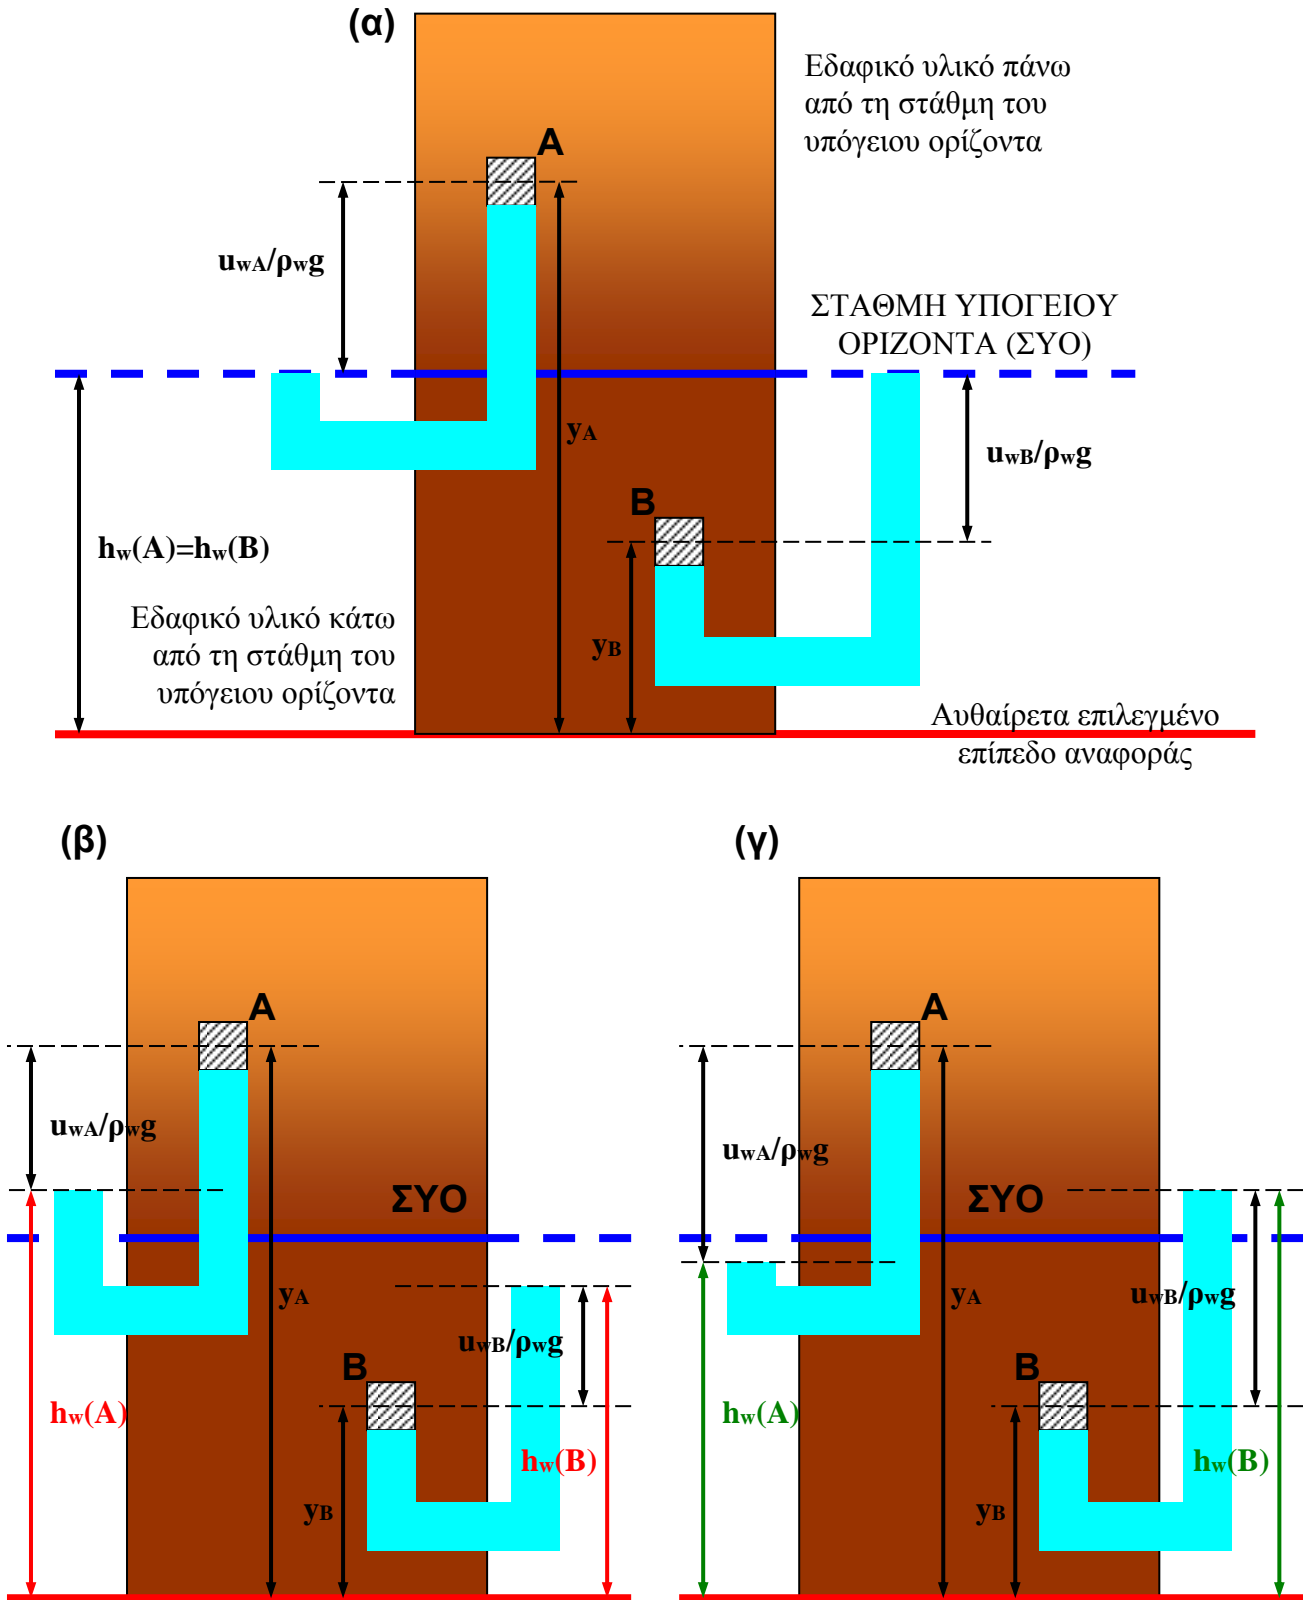 (α)
Εδαφικό υλικό πάνω
από τη στάθμη του
υπόγειου ορίζοντα
A
uwA/ρwg
ΣΤΑΘΜΗ ΥΠΟΓΕΙΟΥ
ΟΡΙΖΟΝΤΑ (ΣΥΟ)
yA
uwB/ρwg
B
hw(A)=hw(B)
Εδαφικό υλικό κάτω
από τη στάθμη του
υπόγειου ορίζοντα
yB
Αυθαίρετα επιλεγμένο
επίπεδο αναφοράς
(β)
A
uwA/ρwg
ΣΥΟ
yA
uwB/ρwg
B
hw(A)
hw(B)
yB
(γ)
A
uwA/ρwg
ΣΥΟ
yA
uwB/ρwg
B
hw(A)
hw(B)
yB